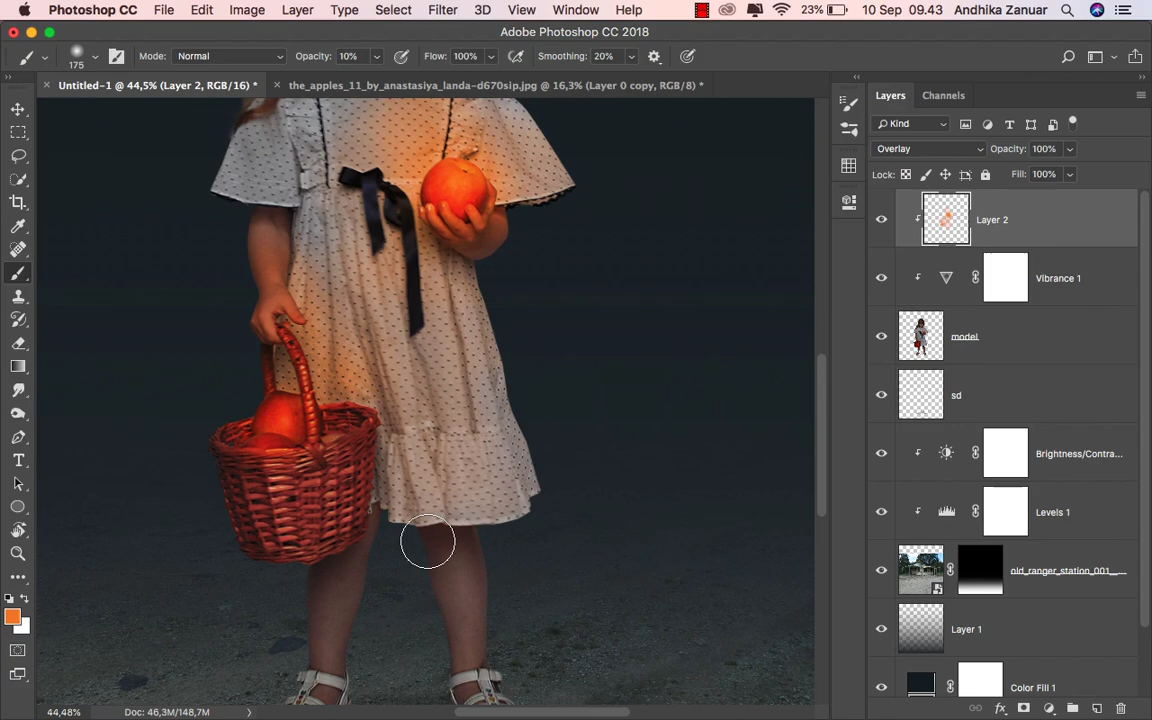 Photoshop CC File Edit Image Layer Type Select Filter 3D View Window Help 23% 10 Sep 09.43 Andhika Zanuar
Adobe Photoshop CC 2018
175 Mode: Normal Opacity: 10% Flow: 100% Smoothing: 20%
Untitled-1 @ 44,5% (Layer 2, RGB/16) * the_apples_11_by_anastasiya_landa-d670sip.jpg @ 16,3% (Layer 0 copy, RGB/8) *
Layers Channels
Kind
Overlay Opacity: 100%
Lock: Fill: 100%
Layer 2
Vibrance 1
model
sd
Brightness/Contra...
Levels 1
old_ranger_station_001__...
Layer 1
Color Fill 1
44,48% Doc: 46,3M/148,7M
fx